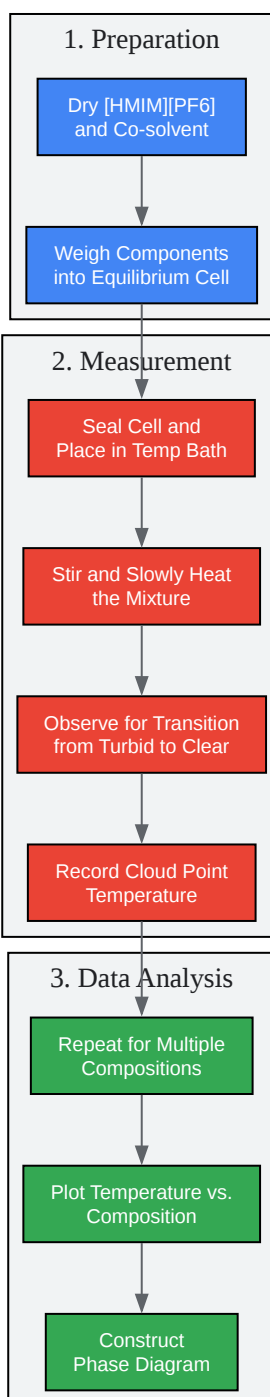 1. Preparation
Dry [HMIM][PF6]
and Co-solvent
Weigh Components
into Equilibrium Cell
2. Measurement
Seal Cell and
Place in Temp Bath
Stir and Slowly Heat
the Mixture
Observe for Transition
from Turbid to Clear
Record Cloud Point
Temperature
3. Data Analysis
Repeat for Multiple
Compositions
Plot Temperature vs.
Composition
Construct
Phase Diagram